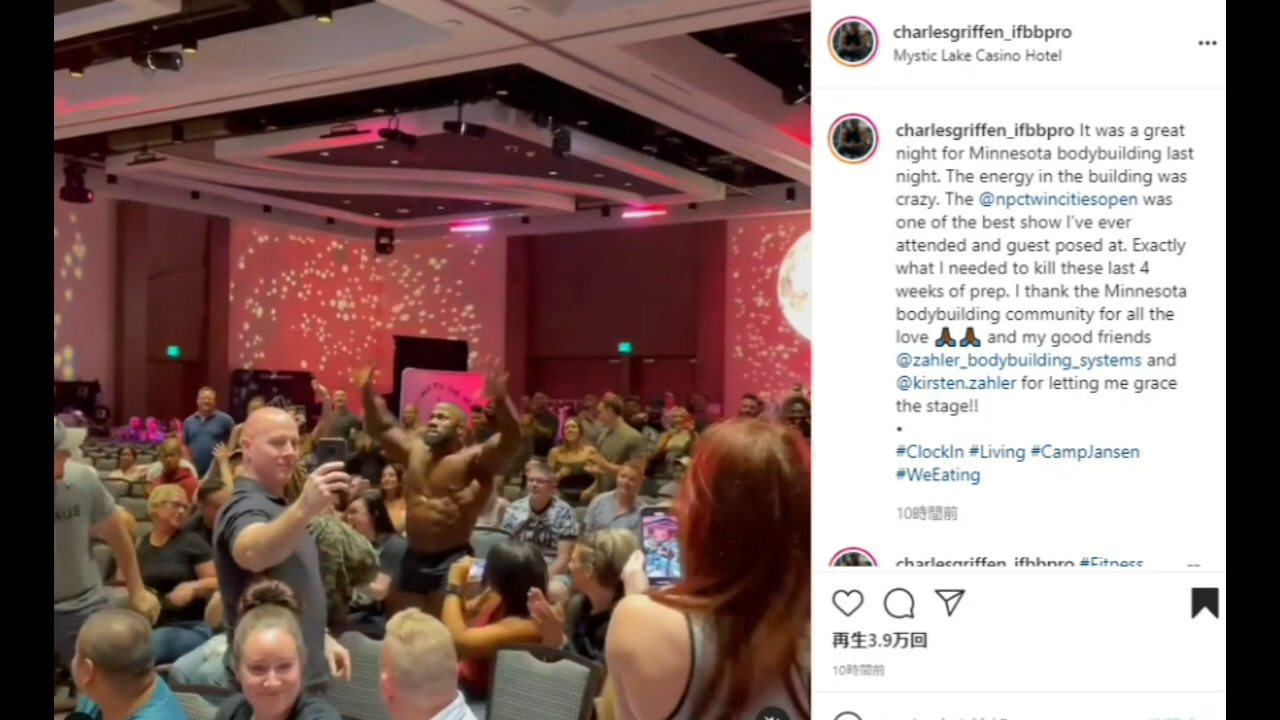 charlesgriffen_ifbbpro
Mystic Lake Casino Hotel
charlesgriffen_ifbbpro It was a great
night for Minnesota bodybuilding last
night. The energy in the building was
crazy. The @npctwincitiesopen was
one of the best show I've ever
attended and guest posed at. Exactly
what I needed to kill these last 4
weeks of prep. I thank the Minnesota
bodybuilding community for all the
love 🙏🏾🙏🏾 and my good friends
@zahler_bodybuilding_systems and
@kirsten.zahler for letting me grace
the stage!!
•
#ClockIn #Living #CampJansen
#WeEating
10時間前
charlesgriffen_ifbbpro #Fitness
再生3.9万回
10時間前